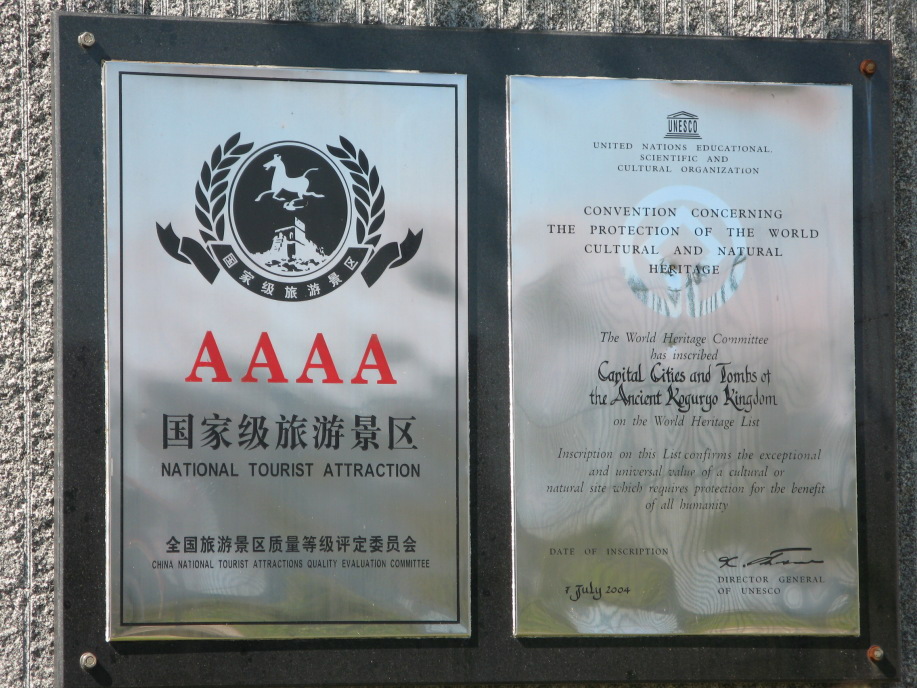 国家级旅游景区
AAAA
国家级旅游景区
NATIONAL TOURIST ATTRACTION
全国旅游景区质量等级评定委员会
CHINA NATIONAL TOURIST ATTRACTIONS QUALITY EVALUATION COMMITTEE
UNESCO
UNITED NATIONS EDUCATIONAL,
SCIENTIFIC AND
CULTURAL ORGANIZATION
CONVENTION CONCERNING
THE PROTECTION OF THE WORLD
CULTURAL AND NATURAL
HERITAGE
The World Heritage Committee
has inscribed
Capital Cities and Tombs of
the Ancient Koguryo Kingdom
on the World Heritage List
Inscription on this List confirms the exceptional
and universal value of a cultural or
natural site which requires protection for the benefit
of all humanity
DATE OF INSCRIPTION
July 2004
DIRECTOR GENERAL
OF UNESCO